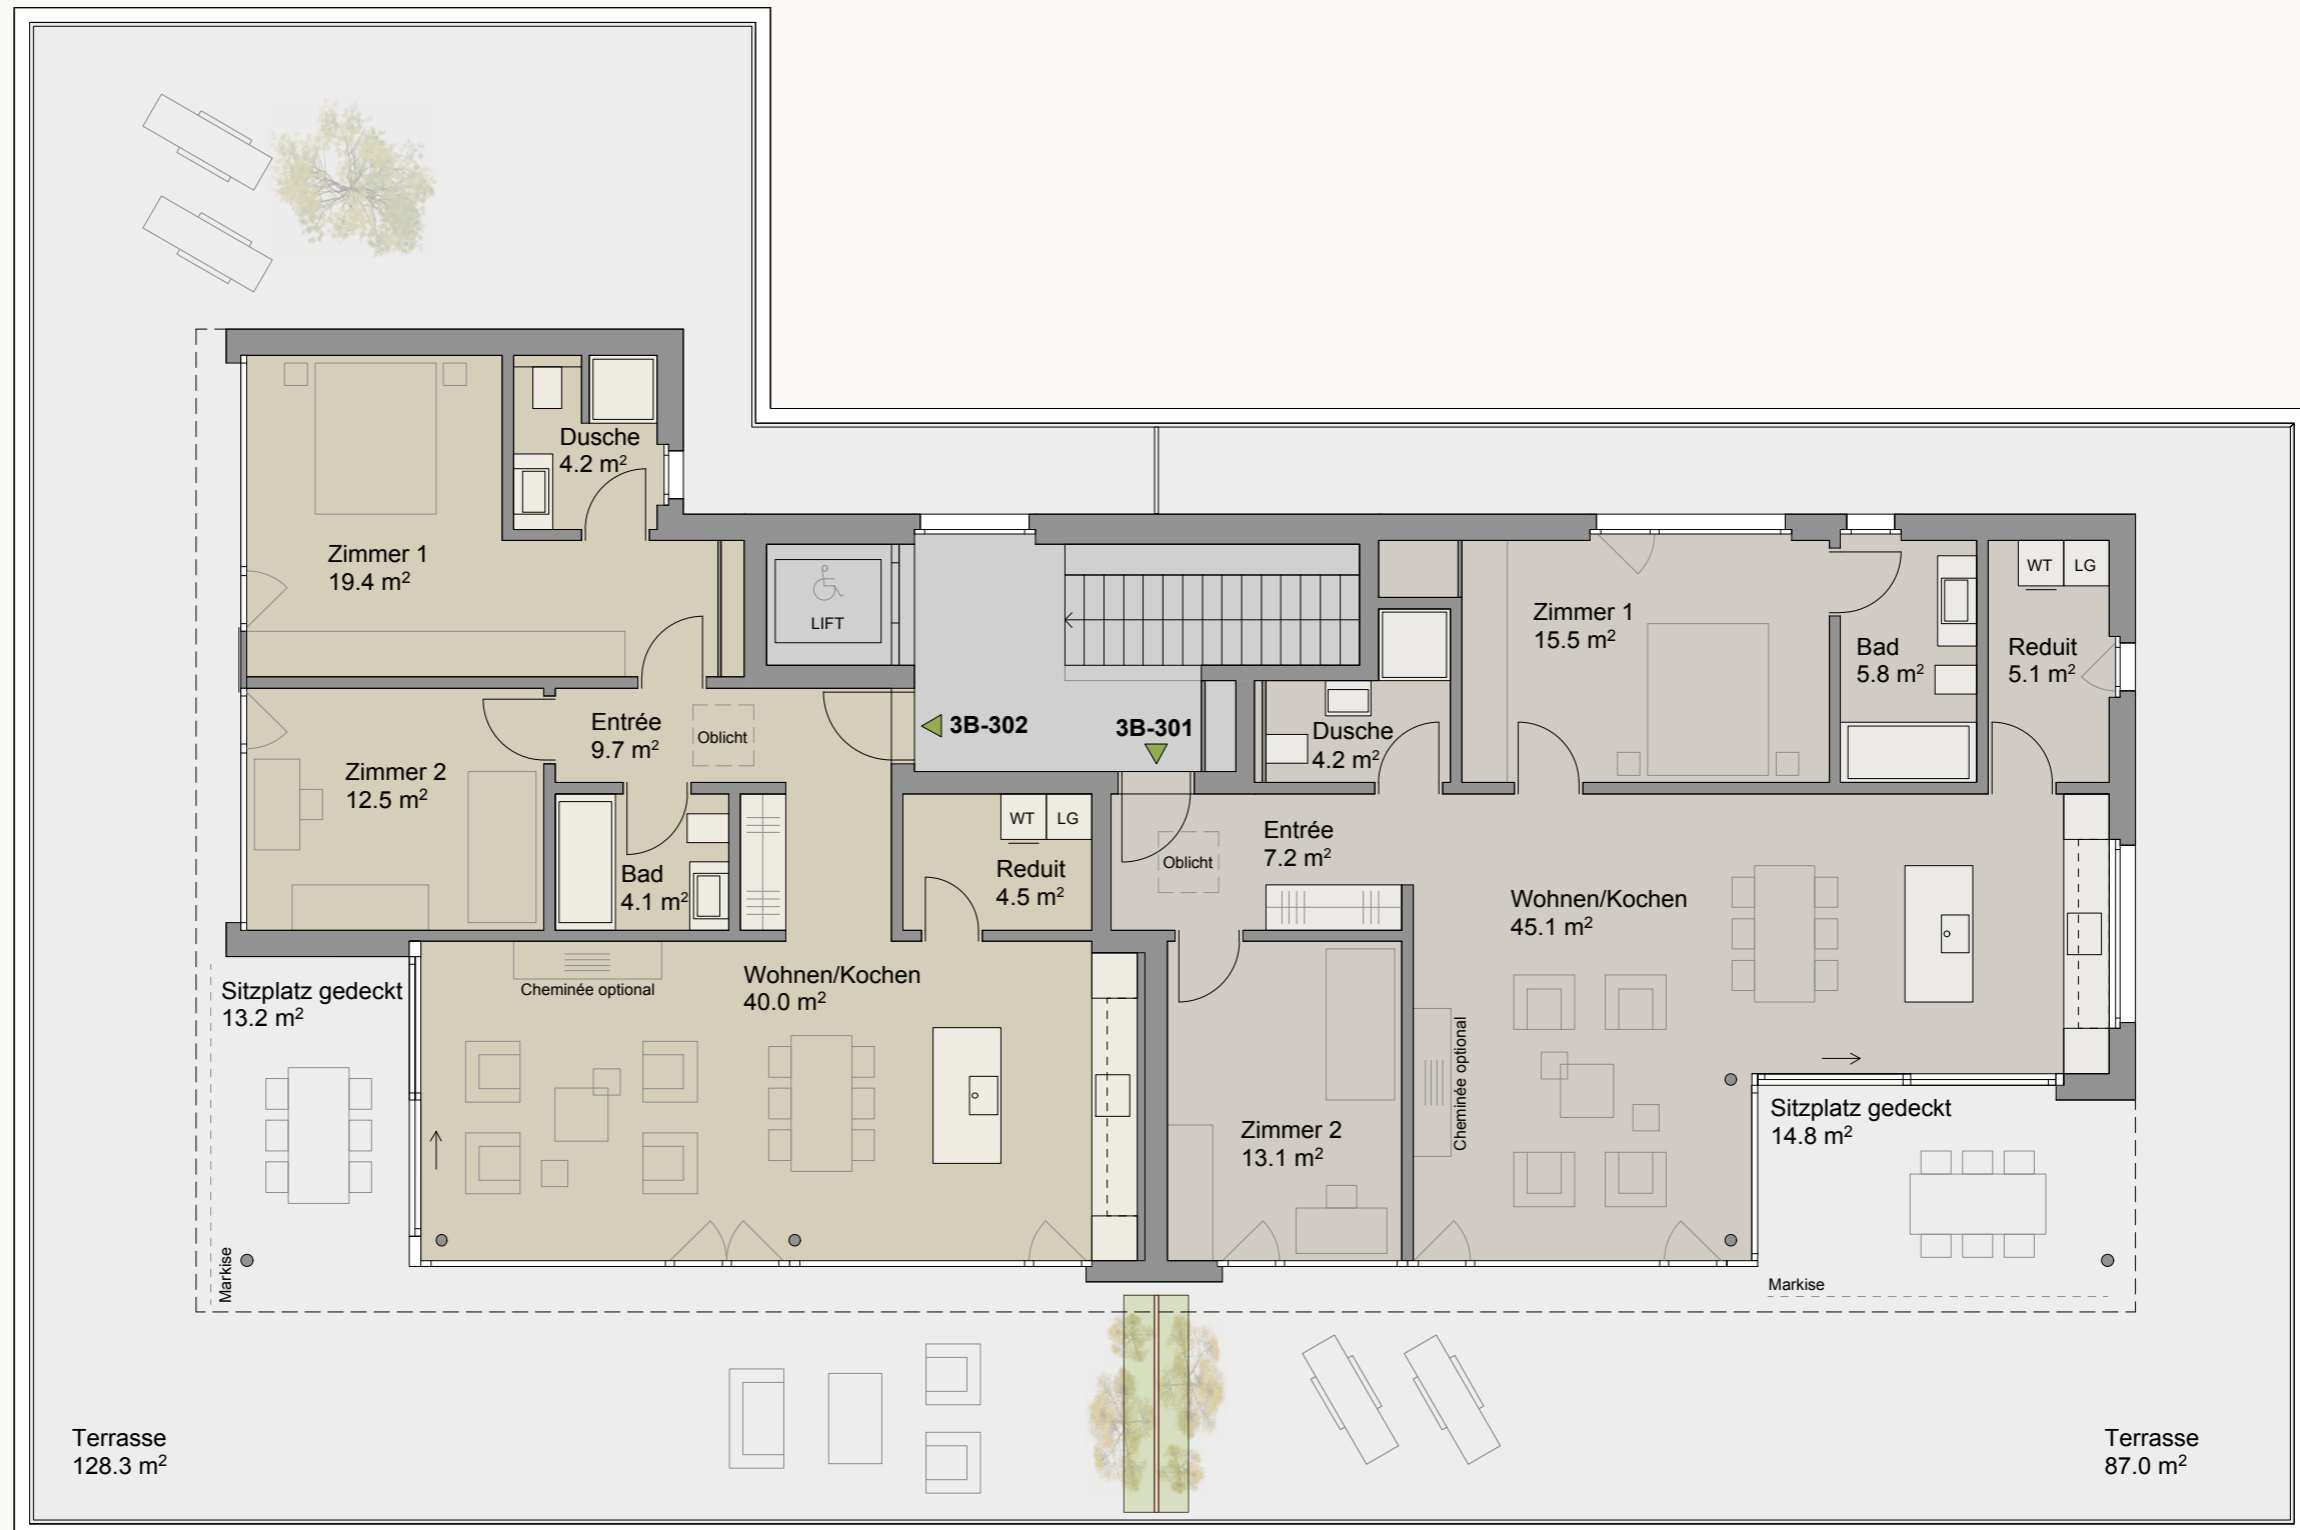 Dusche
4.2 m²
Zimmer 1
19.4 m²
LIFT
Entrée
9.7 m²
Oblicht
3B-302
3B-301
Zimmer 2
12.5 m²
Bad
4.1 m²
WT
LG
Reduit
4.5 m²
Cheminée optional
Wohnen/Kochen
40.0 m²
Sitzplatz gedeckt
13.2 m²
Markise
Terrasse
128.3 m²
Zimmer 1
15.5 m²
Bad
5.8 m²
WT
LG
Reduit
5.1 m²
Dusche
4.2 m²
Entrée
7.2 m²
Oblicht
Wohnen/Kochen
45.1 m²
Cheminée optional
Zimmer 2
13.1 m²
Sitzplatz gedeckt
14.8 m²
Markise
Terrasse
87.0 m²